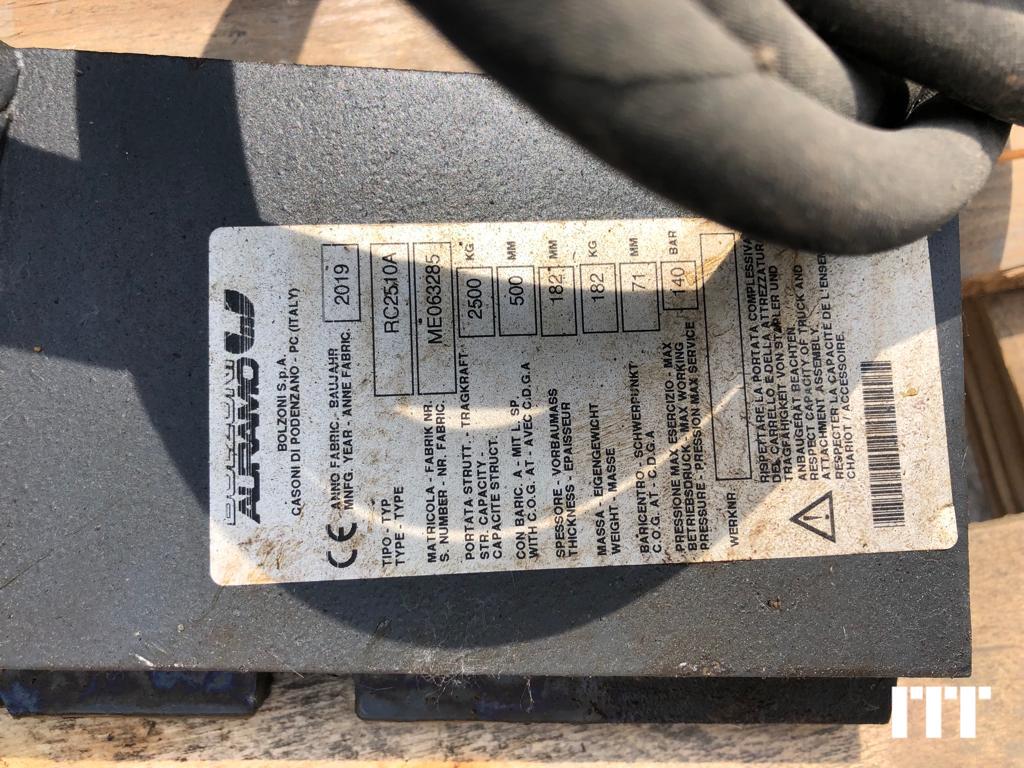 BOLZONI
AURAMO
BOLZONI S.p.A.
CASONI DI PODENZANO - PC (ITALY)
CE ANNO FABRIC. BAUJAHR
MNFG. YEAR - ANNE FABRIC. 2019
TIPO - TYP -
TYPE - TYPE RC2510A
MATRICOLA - FABRIK NR.
S. NUMBER - NR. FABRIC. ME063285
PORTATA STRUTT. - TRAGKRAFT
STR. CAPACITY -
CAPACITE STRUCT. 2500 KG
CON BARIC. A - MIT L. SP.
WITH C.O.G. AT - AVEC C.D.G.A 500 MM
SPESSORE - VORBAUMASS
THICKNESS - EPAISSEUR 182 MM
MASSA - EIGENGEWICHT
WEIGHT - MASSE 182 KG
BARICENTRO - SCHWERPUNKT
C.O.G. AT - C.D.G A 71 MM
PRESSIONE MAX ESERCIZIO - MAX
BETRIEBSDRUCK - MAX WORKING
PRESSURE - PRESSION MAX SERVICE 140 BAR
WERKNR.
RISPETTARE LA PORTATA COMPLESSIVA
DEL CARRELLO E DELLA ATTREZZATURA
TRAGFÄHIGKEIT VON STAPLER UND
ANBAUGERÄT BEACHTEN.
RESPECT CAPACITY OF TRUCK AND
ATTACHMENT ASSEMBLY.
RESPECTER LA CAPACITÉ DE L'ENSEM
CHARIOT / ACCESSOIRE.
ITT